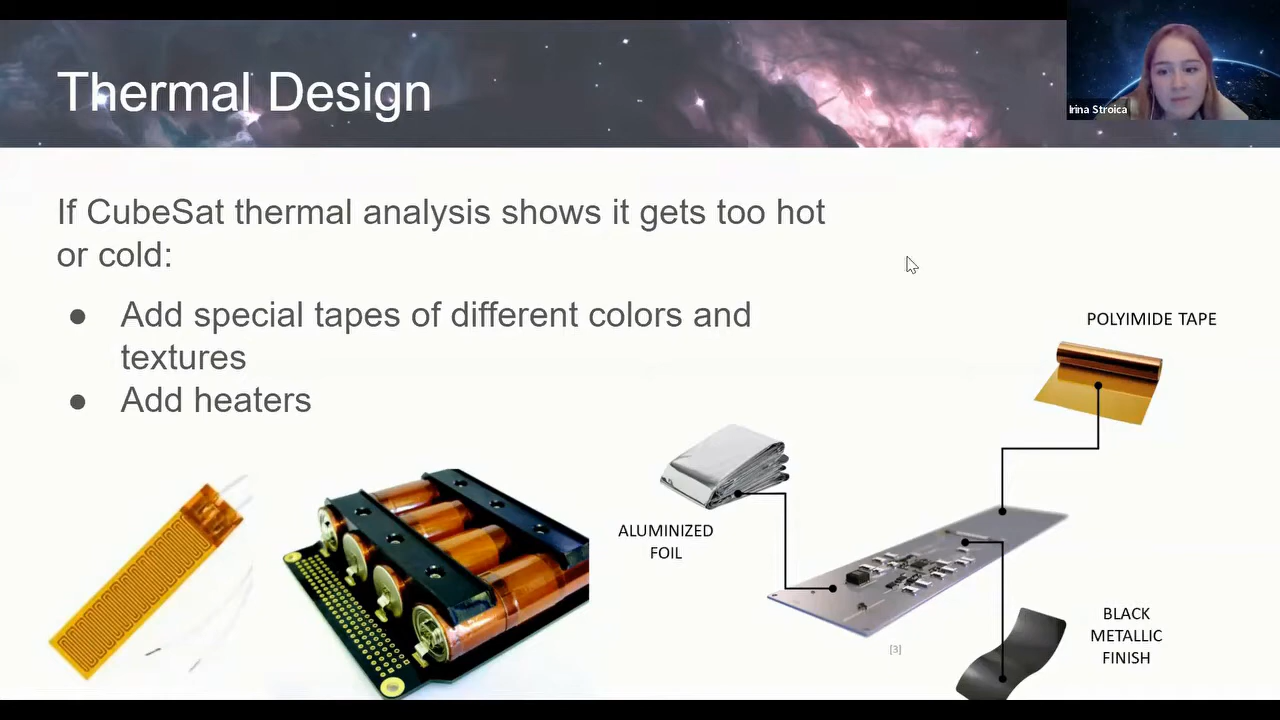 Thermal Design
Irina Stroica
If CubeSat thermal analysis shows it gets too hot
or cold:
● Add special tapes of different colors and
textures
● Add heaters
POLYIMIDE TAPE
ALUMINIZED
FOIL
BLACK
METALLIC
FINISH
[3]